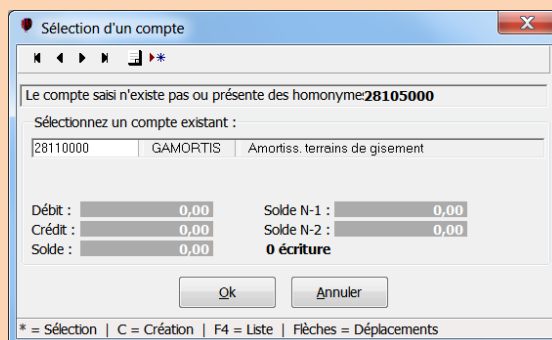 Sélection d'un compte
Le compte saisi n'existe pas ou présente des homonyme:28105000
Sélectionnez un compte existant :
28110000 GAMORTIS Amortiss. terrains de gisement
Débit : 0,00 Solde N-1 : 0,00
Crédit : 0,00 Solde N-2 : 0,00
Solde : 0,00 0 écriture
Ok Annuler
* = Sélection | C = Création | F4 = Liste | Flèches = Déplacements